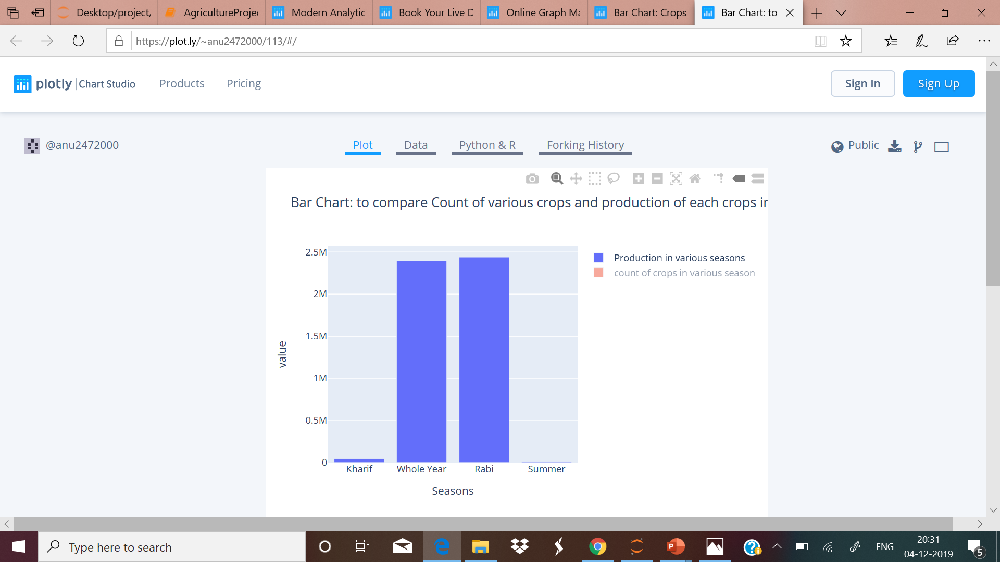 Desktop/project/
AgricultureProje
Modern Analytic
Book Your Live D
Online Graph Ma
Bar Chart: Crops
Bar Chart: to
https://plot.ly/~anu2472000/113/#/
plotly | Chart Studio
Products
Pricing
Sign In
Sign Up
@anu2472000
Plot
Data
Python & R
Forking History
Public
Bar Chart: to compare Count of various crops and production of each crops in
2.5M
2M
1.5M
1M
0.5M
0
value
Kharif
Whole Year
Rabi
Summer
Seasons
Production in various seasons
count of crops in various season
Type here to search
ENG
20:31
04-12-2019
5